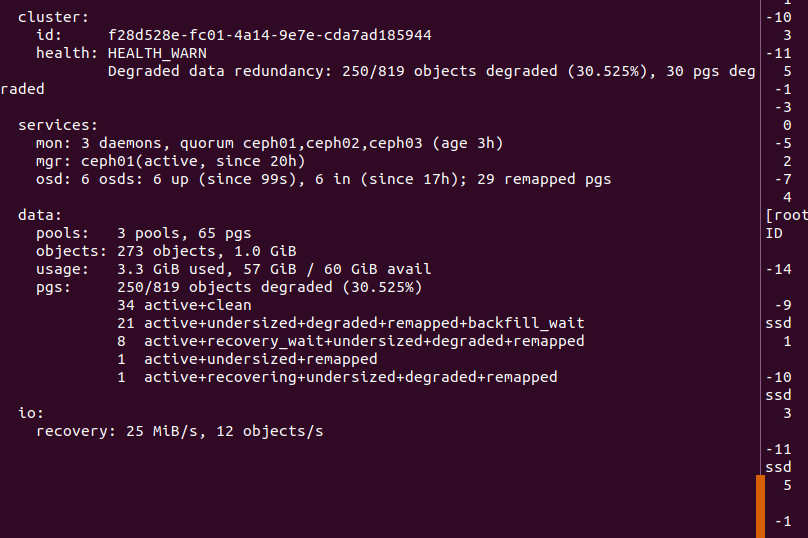 cluster:
id: f28d528e-fc01-4a14-9e7e-cda7ad185944
health: HEALTH_WARN
Degraded data redundancy: 250/819 objects degraded (30.525%), 30 pgs deg
raded
services:
mon: 3 daemons, quorum ceph01,ceph02,ceph03 (age 3h)
mgr: ceph01(active, since 20h)
osd: 6 osds: 6 up (since 99s), 6 in (since 17h); 29 remapped pgs
data:
pools: 3 pools, 65 pgs
objects: 273 objects, 1.0 GiB
usage: 3.3 GiB used, 57 GiB / 60 GiB avail
pgs: 250/819 objects degraded (30.525%)
34 active+clean
21 active+undersized+degraded+remapped+backfill_wait
8 active+recovery_wait+undersized+degraded+remapped
1 active+undersized+remapped
1 active+recovering+undersized+degraded+remapped
io:
recovery: 25 MiB/s, 12 objects/s
-10
3
-11
5
-1
-3
0
-5
2
-7
4
[root
ID
-14
-9
ssd
1
-10
ssd
3
-11
ssd
5
-1